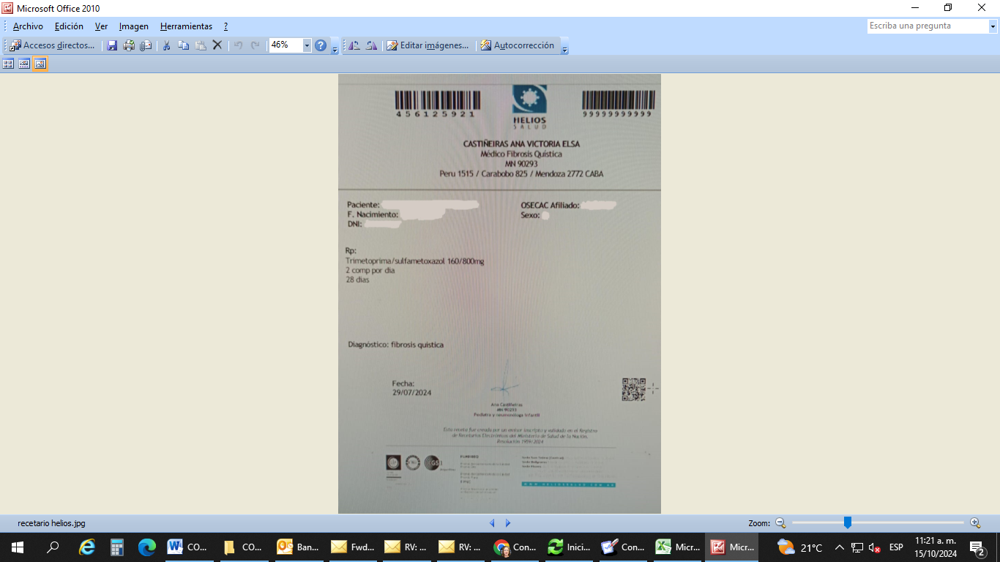 Microsoft Office 2010
Archivo Edición Ver Imagen Herramientas ?
Escriba una pregunta
Accesos directos... 46% Editar imágenes... Autocorrección
456125921
99999999999
HELIOS
SALUD
CASTIÑEIRAS ANA VICTORIA ELSA
Médico Fibrosis Quística
MN 90293
Peru 1515 / Carabobo 825 / Mendoza 2772 CABA
Paciente:
OSECAC Afiliado:
F. Nacimiento:
Sexo:
DNI:
Rp:
Trimetoprima/sulfametoxazol 160/800mg
2 comp por dia
28 dias
Diagnóstico: fibrosis quistica
Fecha:
29/07/2024
Ana Castiñeiras
MN 90293
Pediatra y neumonóloga infantil
Esta receta fue creada por un emisor inscripto y validado en el Registro
de Recetarios Electrónicos del Ministerio de Salud de la Nación.
Resolución 1959/2024
FUNDEU
WWW.HELIOSSALUD.COM.AR
recetario helios.jpg
Zoom:
CO... CO... Ban... Fwd... RV: ... RV: ... Con... Inici... Con... Micr... Micr...
21°C ESP 11:21 a. m.
15/10/2024
2